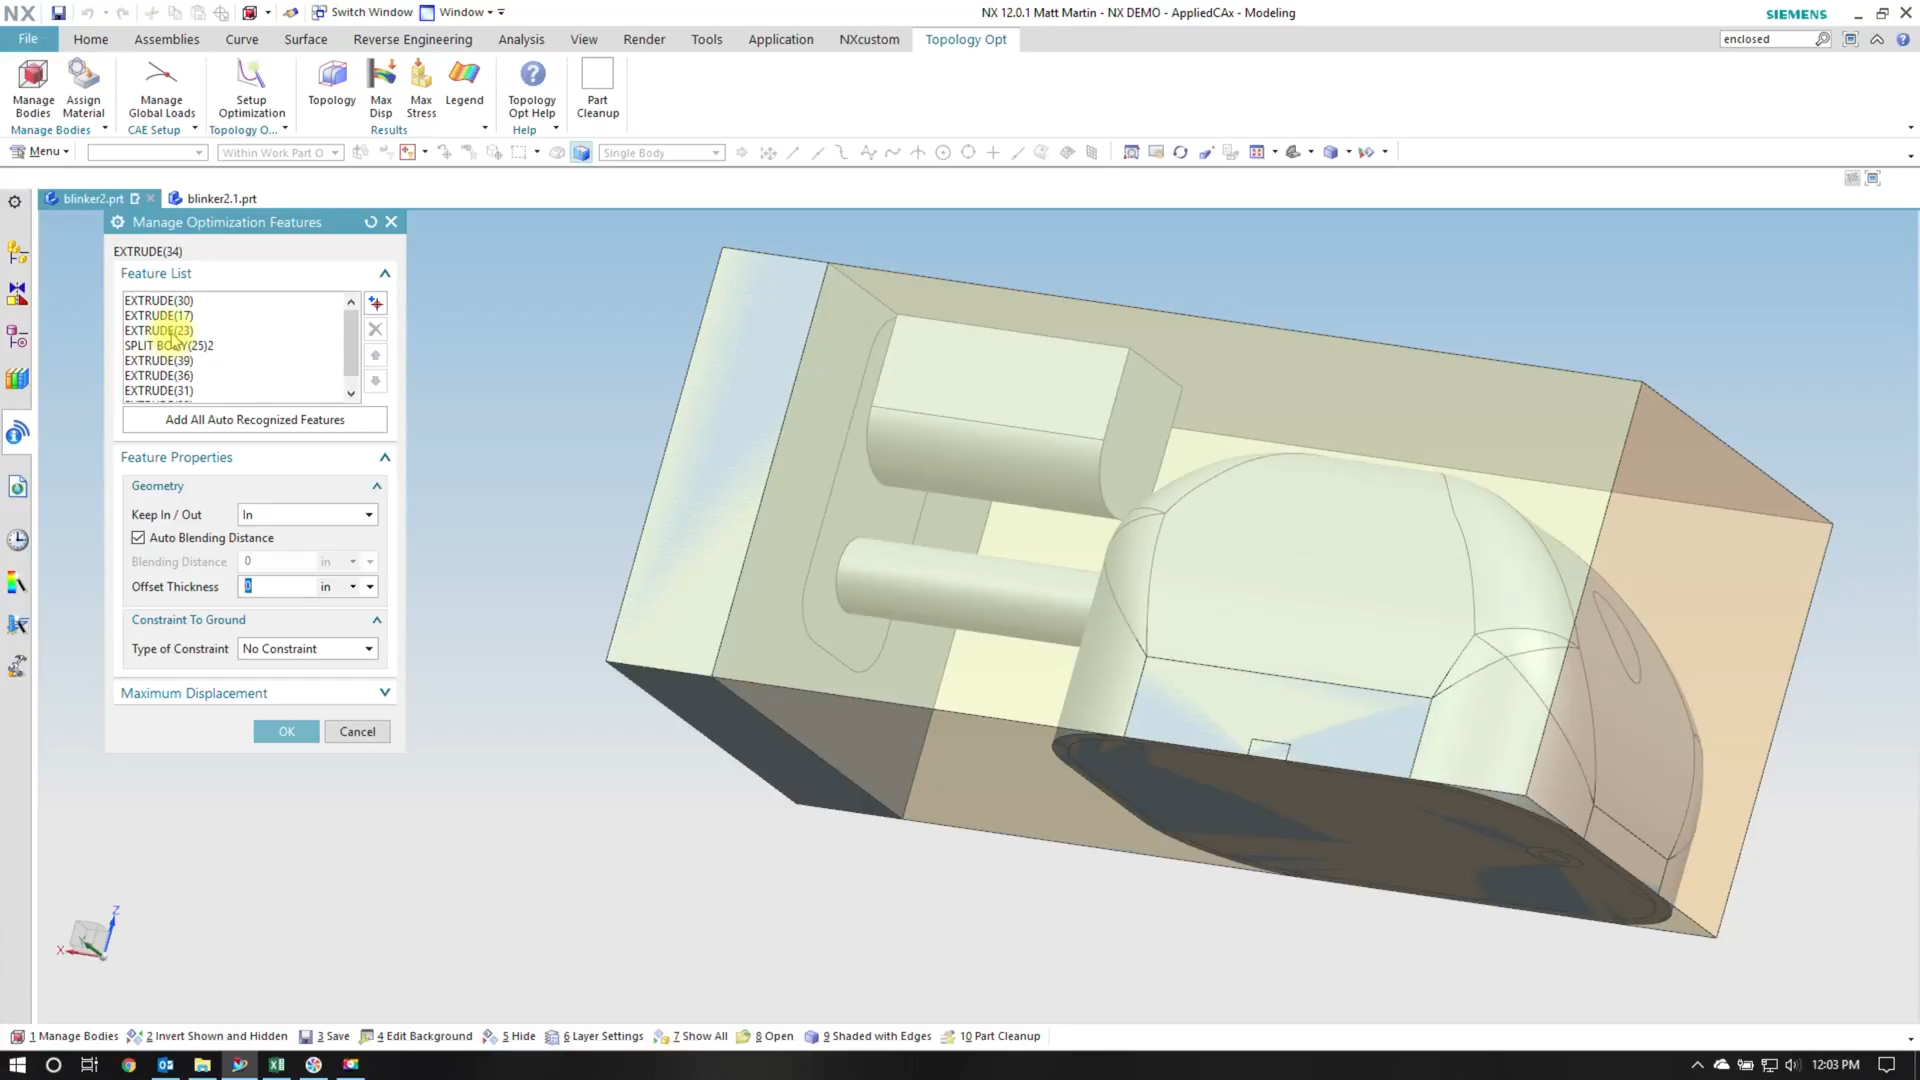 NX
Switch Window
Window
NX 12.0.1 Matt Martin - NX DEMO - AppliedCAx - Modeling
SIEMENS
File
Home
Assemblies
Curve
Surface
Reverse Engineering
Analysis
View
Render
Tools
Application
NXcustom
Topology Opt
enclosed
Manage Bodies
Assign Material
Manage Global Loads
Setup Optimization
Topology
Max Disp
Max Stress
Legend
Topology Opt Help
Part Cleanup
Manage Bodies
CAE Setup
Topology O...
Results
Help
Menu
Within Work Part O
Single Body
blinker2.prt
blinker2.1.prt
Manage Optimization Features
EXTRUDE(34)
Feature List
EXTRUDE(30)
EXTRUDE(17)
EXTRUDE(23)
SPLIT BODY(25)2
EXTRUDE(39)
EXTRUDE(36)
EXTRUDE(31)
Add All Auto Recognized Features
Feature Properties
Geometry
Keep In / Out
In
Auto Blending Distance
Blending Distance
0
in
Offset Thickness
0
in
Constraint To Ground
Type of Constraint
No Constraint
Maximum Displacement
OK
Cancel
Z
X
1 Manage Bodies
2 Invert Shown and Hidden
3 Save
4 Edit Background
5 Hide
6 Layer Settings
7 Show All
8 Open
9 Shaded with Edges
10 Part Cleanup
12:03 PM